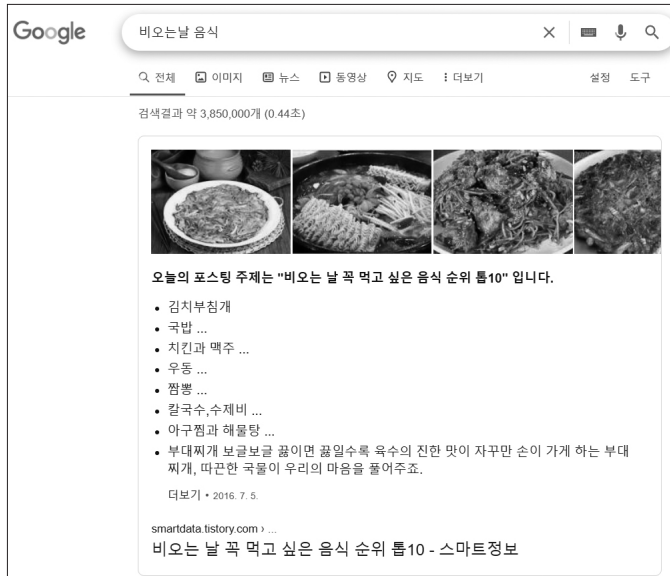 Google
비오는날 음식
전체 이미지 뉴스 동영상 지도 더보기 설정 도구
검색결과 약 3,850,000개 (0.44초)
오늘의 포스팅 주제는 "비오는 날 꼭 먹고 싶은 음식 순위 톱10" 입니다.
• 김치부침개
• 국밥 ...
• 치킨과 맥주 ...
• 우동 ...
• 짬뽕 ...
• 칼국수,수제비 ...
• 아구찜과 해물탕 ...
• 부대찌개 보글보글 끓이면 끓일수록 육수의 진한 맛이 자꾸만 손이 가게 하는 부대
찌개, 따끈한 국물이 우리의 마음을 풀어주죠.
더보기 • 2016. 7. 5.
smartdata.tistory.com › ...
비오는 날 꼭 먹고 싶은 음식 순위 톱10 - 스마트정보